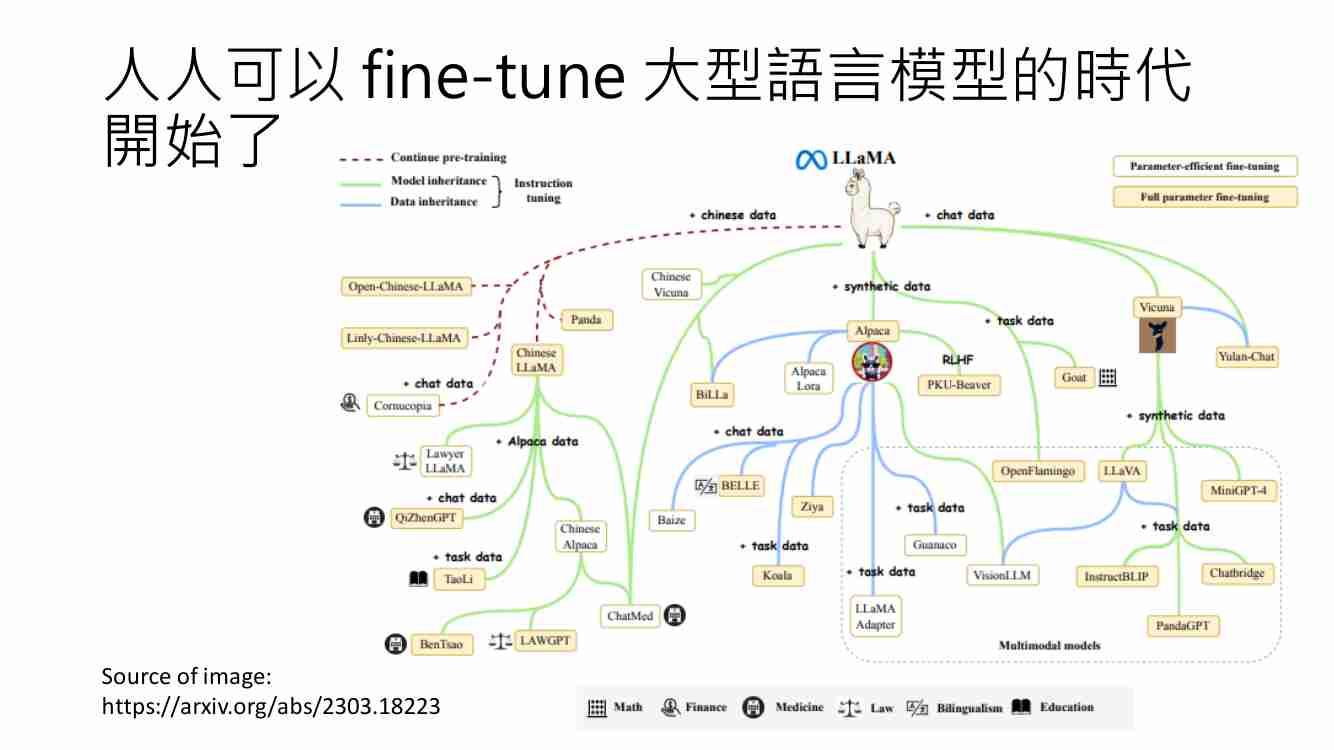 人人可以 fine-tune 大型語言模型的時代
開始了
Continue pre-training
Model inheritance
Data inheritance
Instruction
tuning
LLaMA
Parameter-efficient fine-tuning
Full parameter fine-tuning
+ chinese data
+ chat data
Open-Chinese-LLaMA
Linly-Chinese-LLaMA
Panda
Chinese
LLaMA
+ chat data
Cornucopia
Chinese
Vicuna
+ synthetic data
Alpaca
+ task data
Vicuna
Yulan-Chat
Goat
RLHF
PKU-Beaver
Alpaca
Lora
BiLLa
+ Alpaca data
Lawyer
LLaMA
+ chat data
QiZhenGPT
+ task data
TaoLi
Chinese
Alpaca
BenTsao
LAWGPT
ChatMed
+ chat data
BELLE
Baize
Ziya
+ task data
Koala
+ task data
Guanaco
+ task data
LLaMA
Adapter
+ synthetic data
OpenFlamingo
LLaVA
MiniGPT-4
+ task data
VisionLLM
InstructBLIP
Chatbridge
PandaGPT
Multimodal models
Source of image:
https://arxiv.org/abs/2303.18223
Math
Finance
Medicine
Law
Bilingualism
Education